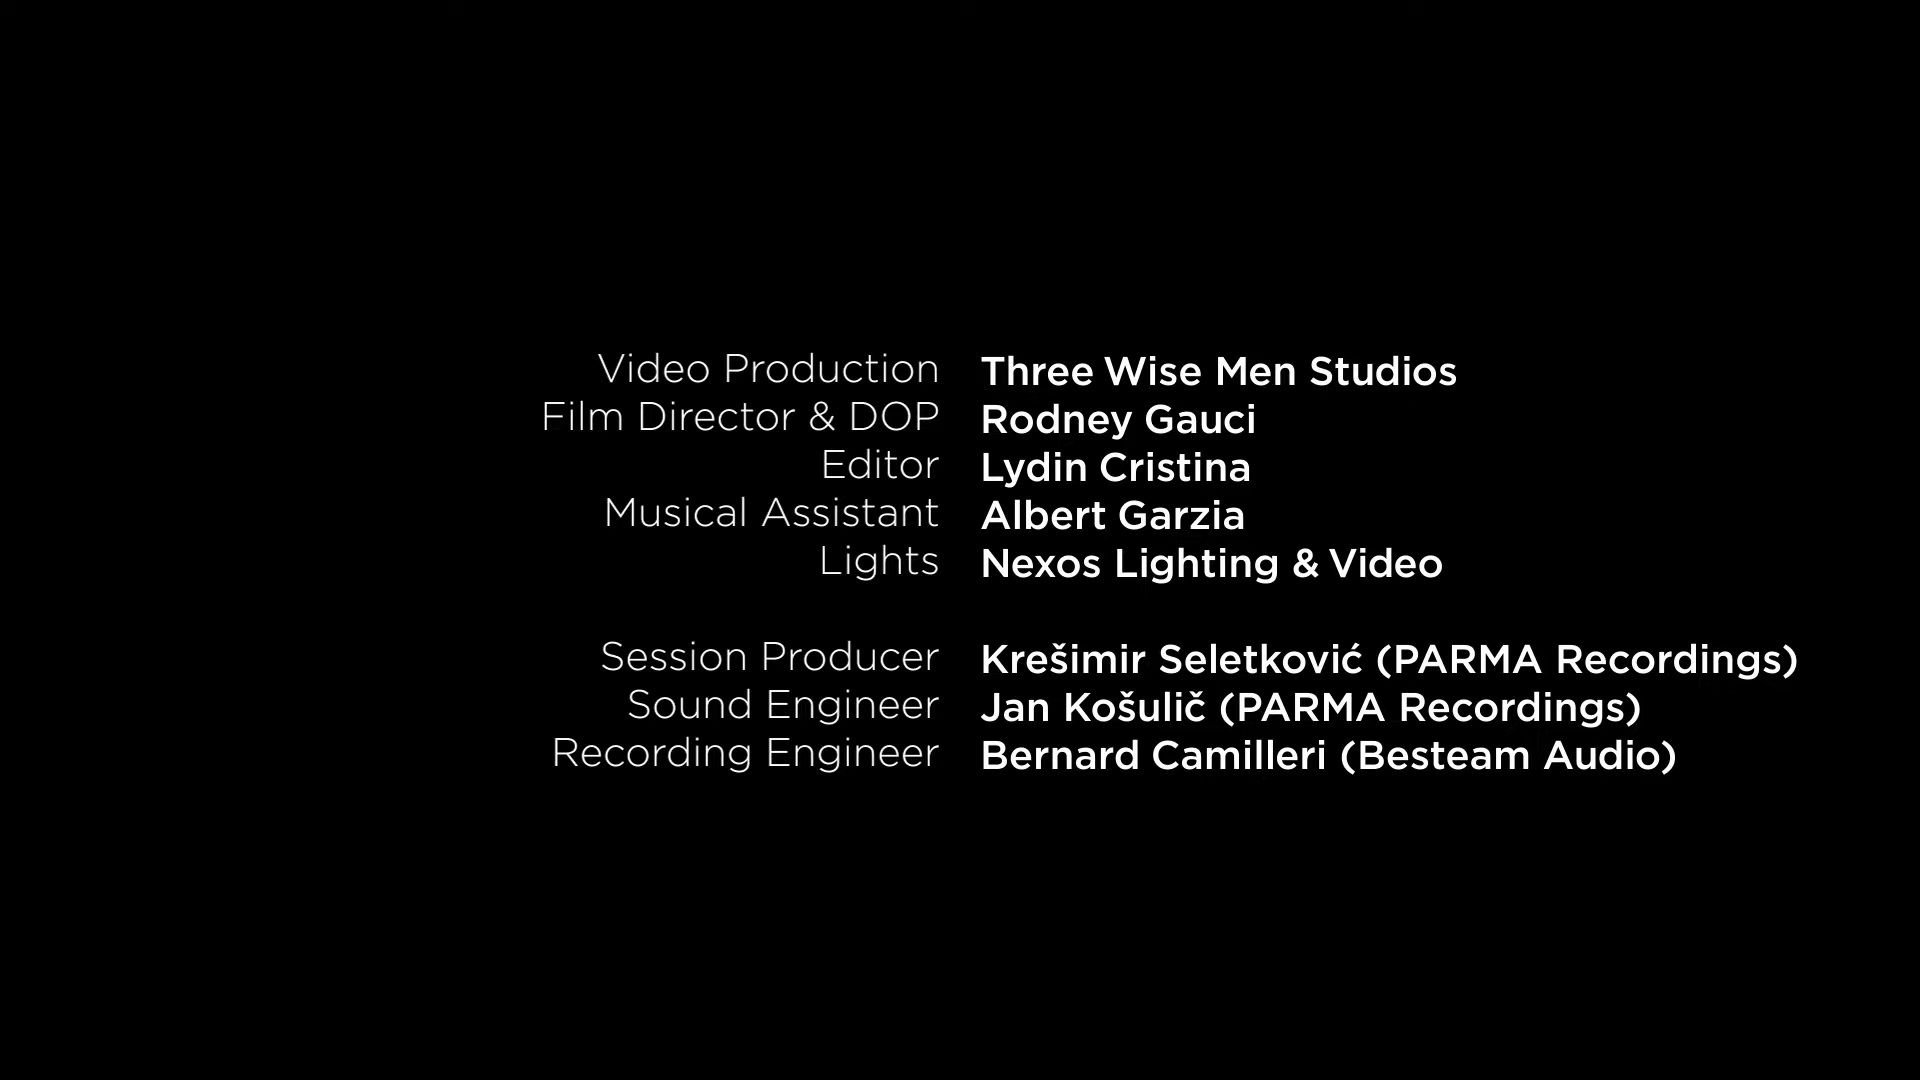 Video Production Three Wise Men Studios
Film Director & DOP Rodney Gauci
Editor Lydin Cristina
Musical Assistant Albert Garzia
Lights Nexos Lighting & Video
Session Producer Krešimir Seletković (PARMA Recordings)
Sound Engineer Jan Košulič (PARMA Recordings)
Recording Engineer Bernard Camilleri (Besteam Audio)